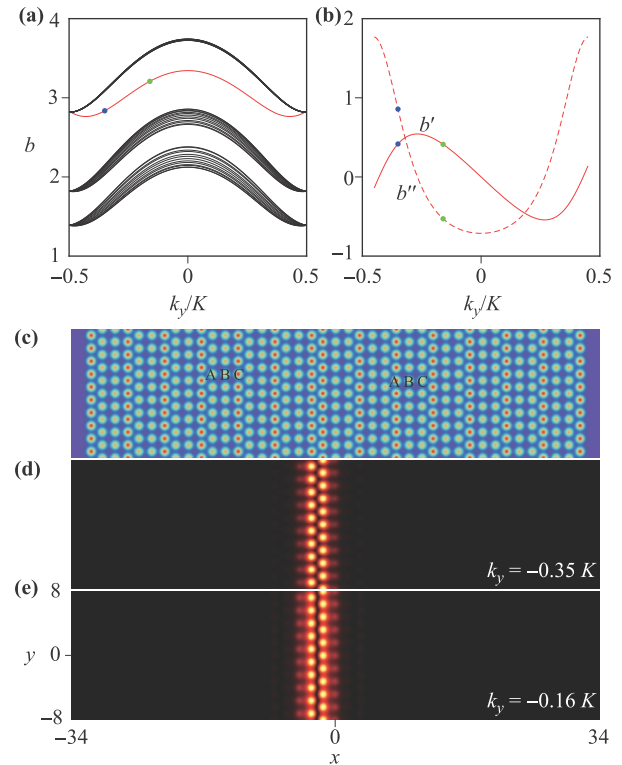 (a)
4
3
b
2
1
−0.5
0
0.5
k_y/K
(b)
2
1
0
−1
b′
b″
−0.5
0
0.5
k_y/K
(c)
A B C
A B C
(d)
k_y = −0.35 K
(e)
8
y
0
−8
k_y = −0.16 K
−34
0
34
x